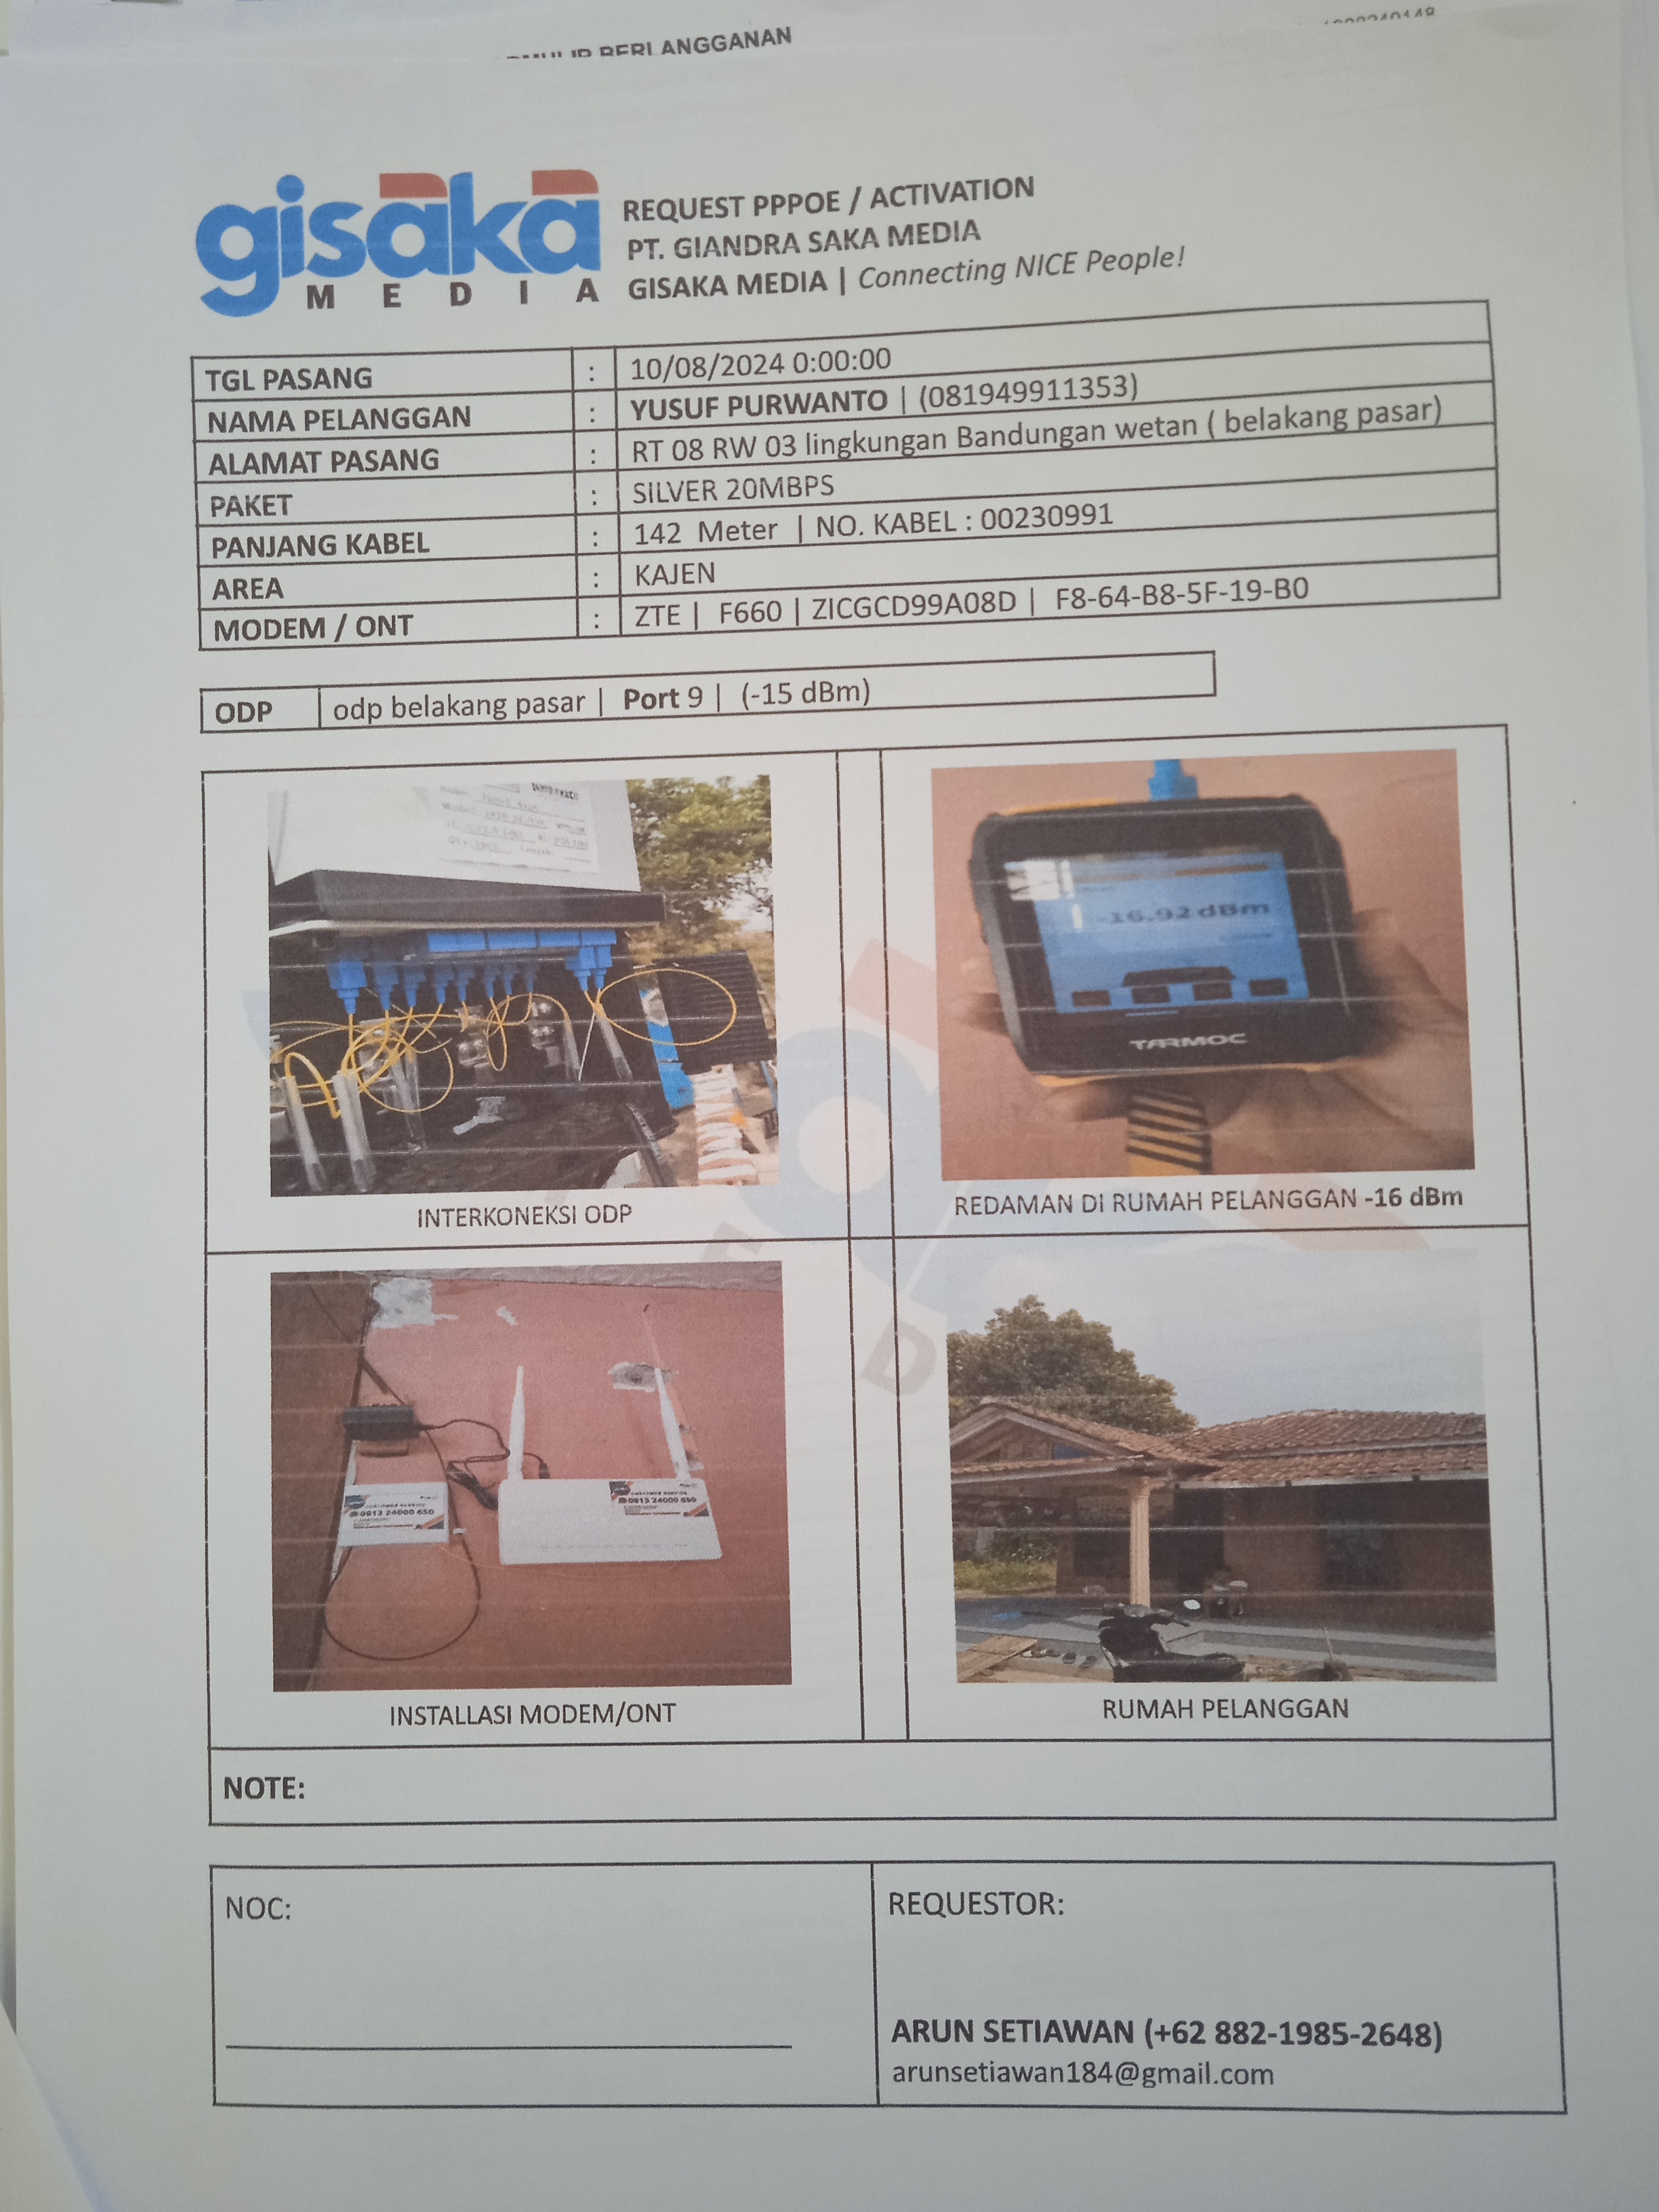 BERLANGGANAN
gisaka
MEDIA
REQUEST PPPOE / ACTIVATION
PT. GIANDRA SAKA MEDIA
GISAKA MEDIA | Connecting NICE People!
TGL PASANG : 10/08/2024 0:00:00
NAMA PELANGGAN : YUSUF PURWANTO | (081949911353)
ALAMAT PASANG : RT 08 RW 03 lingkungan Bandungan wetan ( belakang pasar)
PAKET : SILVER 20MBPS
PANJANG KABEL : 142 Meter | NO. KABEL : 00230991
AREA : KAJEN
MODEM / ONT : ZTE | F660 | ZICGCD99A08D | F8-64-B8-5F-19-B0
ODP odp belakang pasar | Port 9 | (-15 dBm)
-16.92 dBm
TARMOC
INTERKONEKSI ODP
REDAMAN DI RUMAH PELANGGAN -16 dBm
CUSTOMER SERVICE
0813 24000 650
CUSTOMER SERVICE
0813 24000 650
INSTALLASI MODEM/ONT
RUMAH PELANGGAN
NOTE:
NOC:
REQUESTOR:
ARUN SETIAWAN (+62 882-1985-2648)
arunsetiawan184@gmail.com